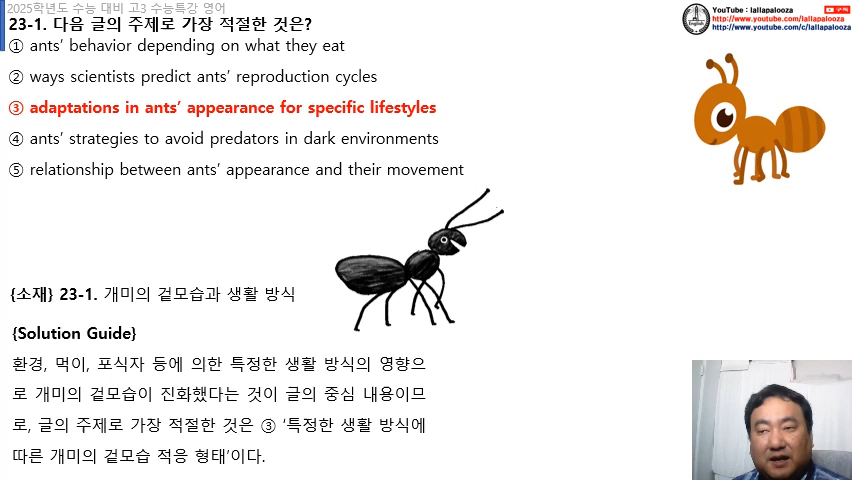 2025학년도 수능 대비 고3 수능특강 영어
23-1. 다음 글의 주제로 가장 적절한 것은?
① ants’ behavior depending on what they eat
② ways scientists predict ants’ reproduction cycles
③ adaptations in ants’ appearance for specific lifestyles
④ ants’ strategies to avoid predators in dark environments
⑤ relationship between ants’ appearance and their movement
YouTube : lallapalooza
구독
http://www.youtube.com/lallapalooza
http://www.youtube.com/c/lallapalooza
English
{소재} 23-1. 개미의 겉모습과 생활 방식
{Solution Guide}
환경, 먹이, 포식자 등에 의한 특정한 생활 방식의 영향으
로 개미의 겉모습이 진화했다는 것이 글의 중심 내용이므
로, 글의 주제로 가장 적절한 것은 ③ ‘특정한 생활 방식에
따른 개미의 겉모습 적응 형태’이다.